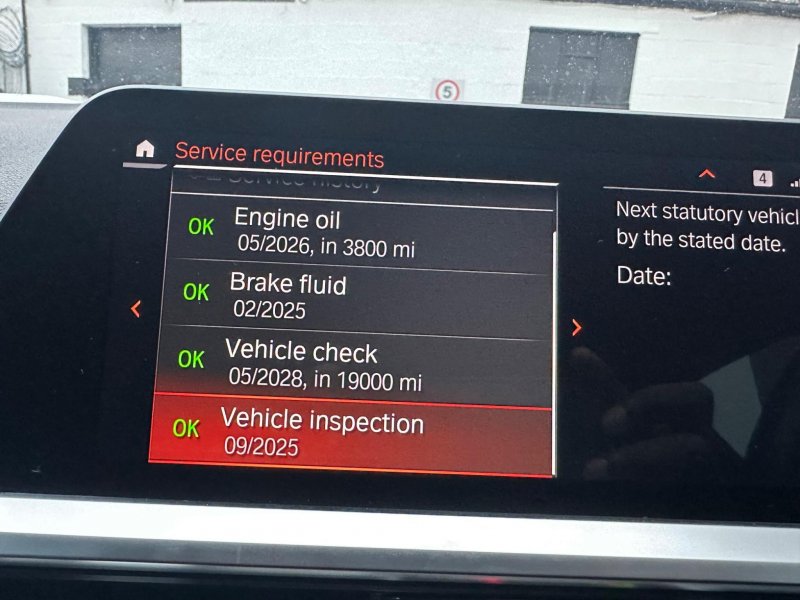 5
Service requirements
4
Service history
OK Engine oil
05/2026, in 3800 mi
OK Brake fluid
02/2025
OK Vehicle check
05/2028, in 19000 mi
OK Vehicle inspection
09/2025
Next statutory vehicl
by the stated date.
Date: